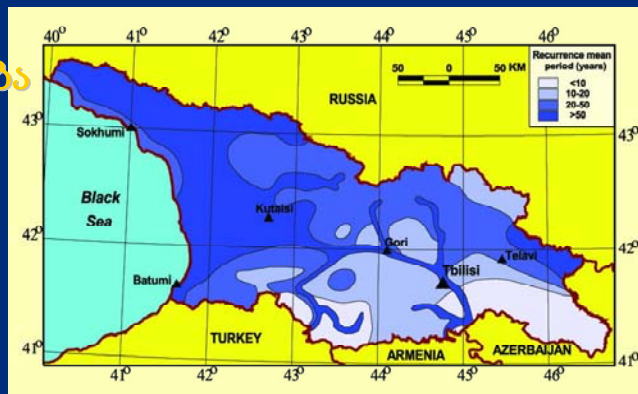 40° 41° 42° 43° 44° 45° 46°
Recurrence mean
period (years)
<10
10-20
20-50
>50
50 0 50 KM
RUSSIA
43° 43°
Sokhumi
Black
Sea
Kutaisi
Gori
Tbilisi
Telavi
42° 42°
Batumi
TURKEY
ARMENIA
AZERBAIJAN
41° 41°
41° 42° 43° 44° 45° 46°